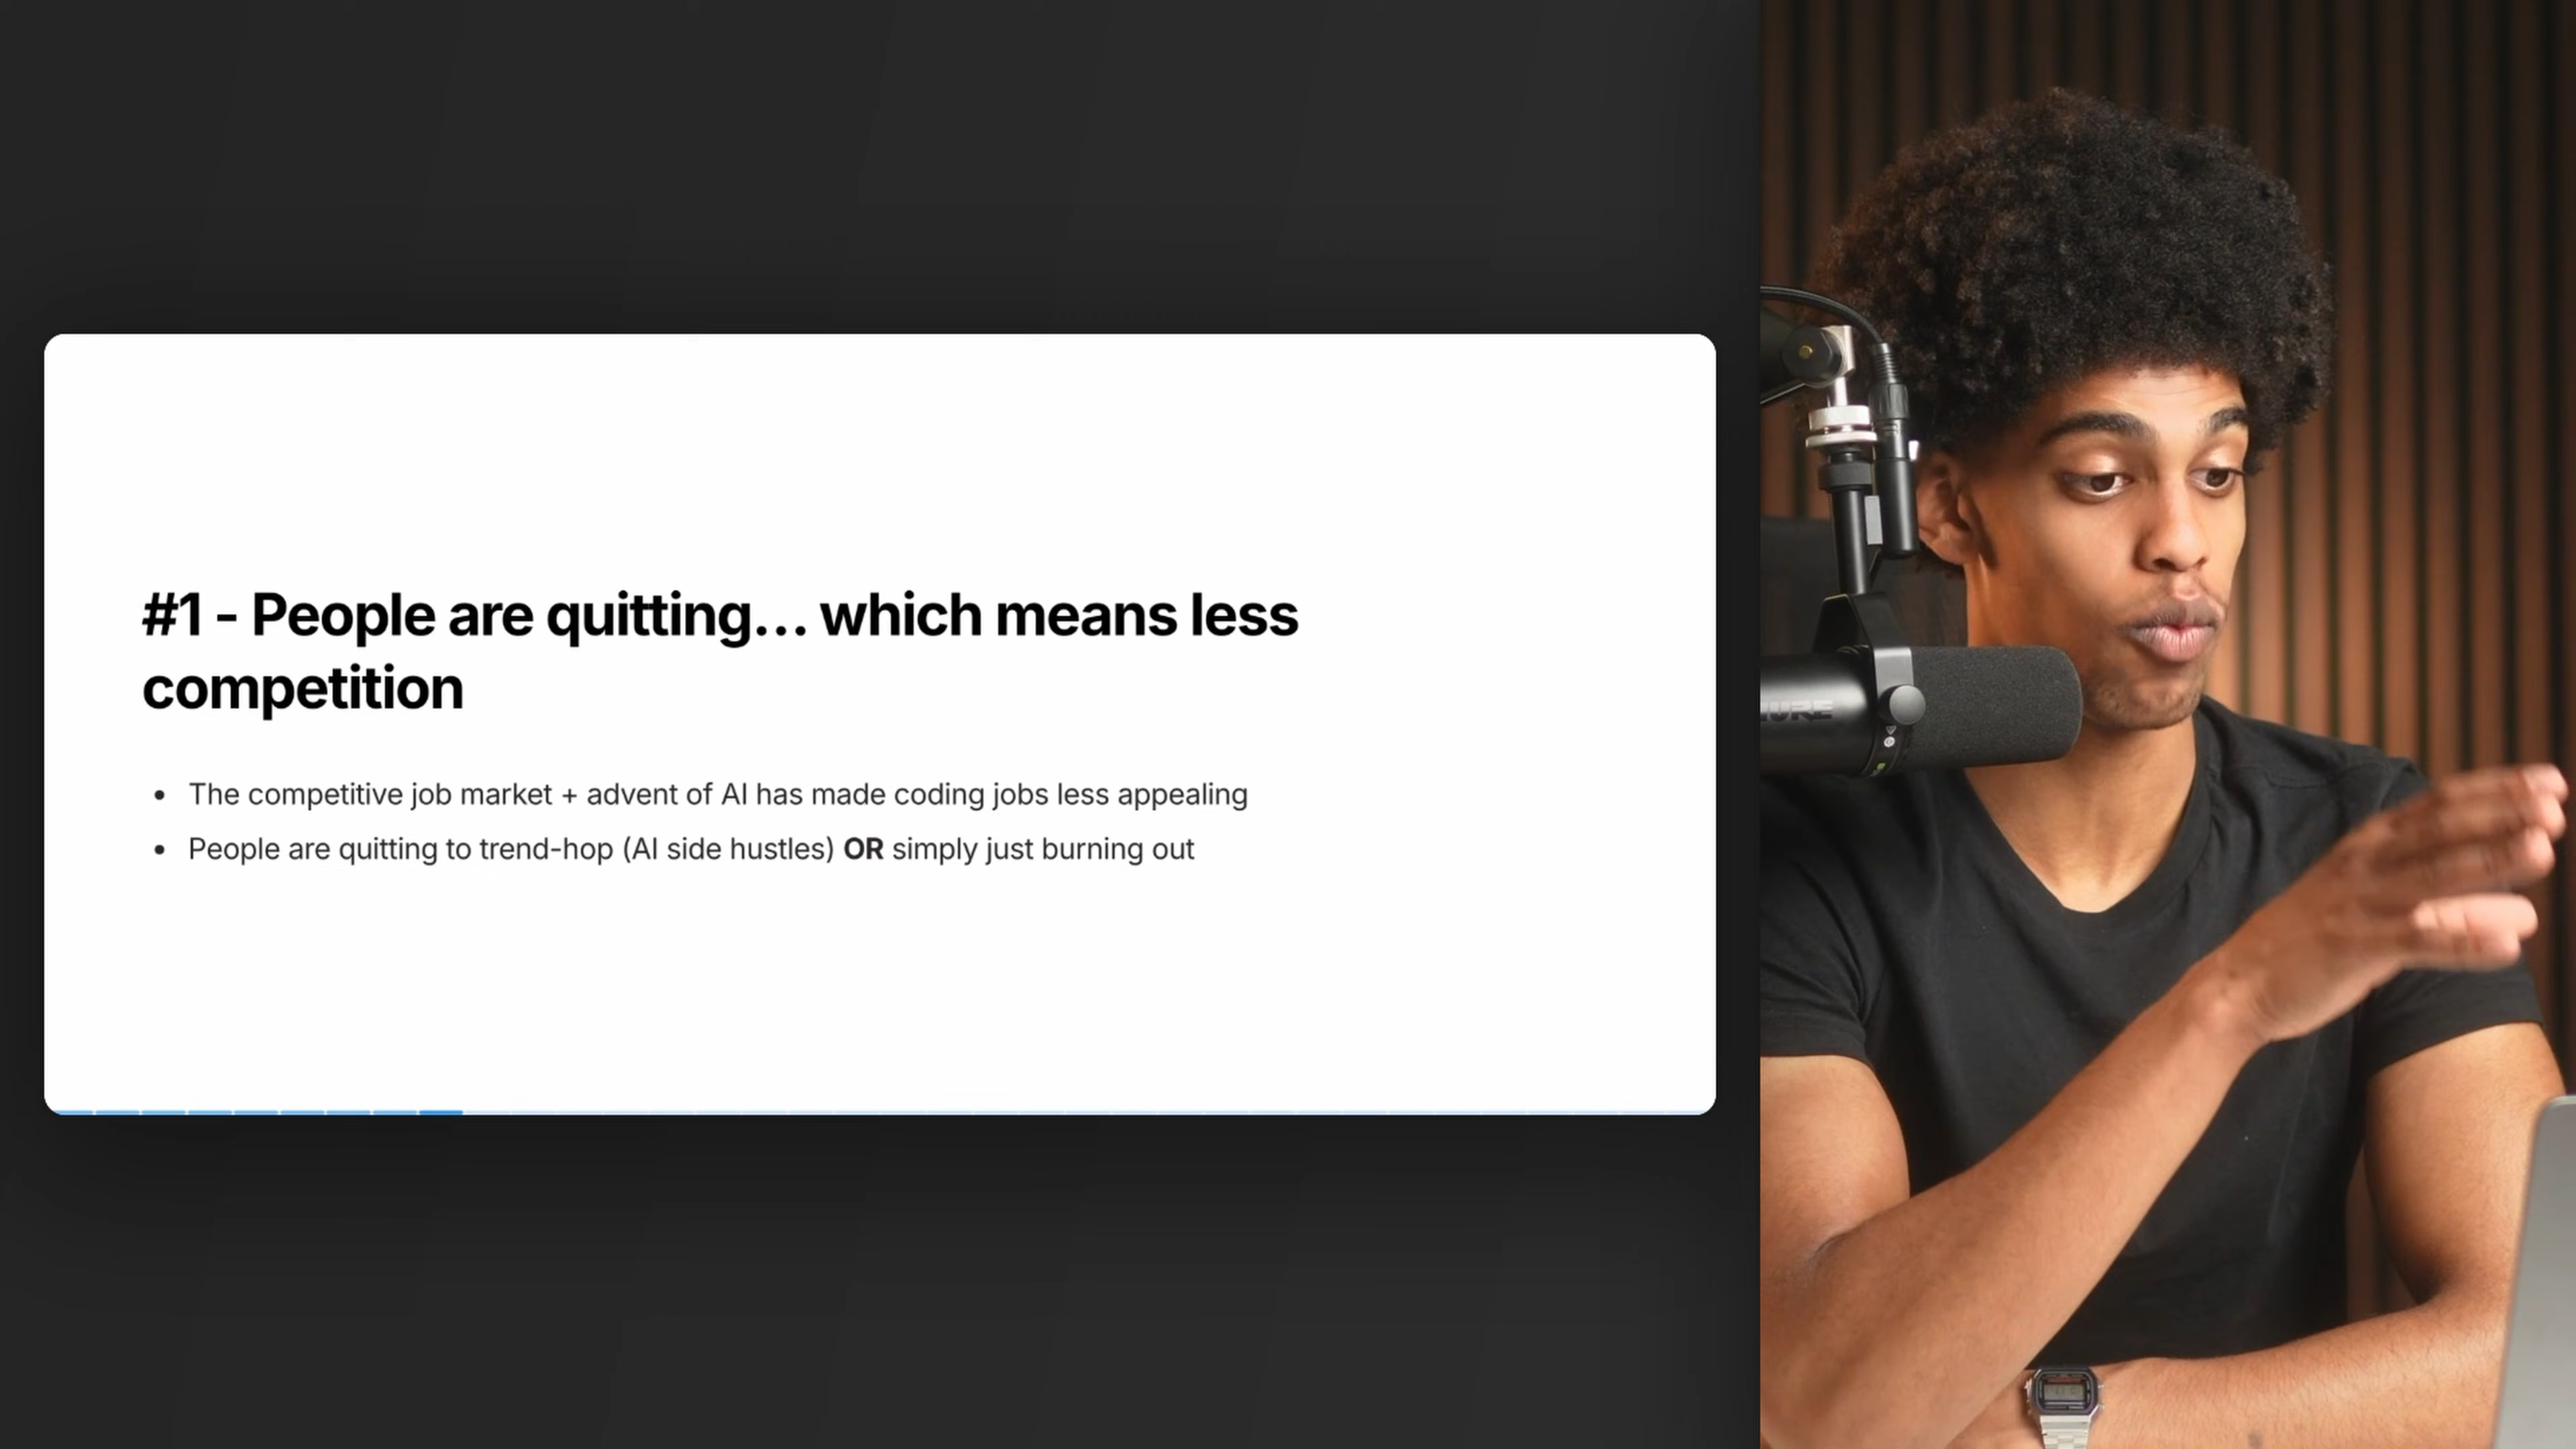 #1 - People are quitting... which means less
competition
• The competitive job market + advent of AI has made coding jobs less appealing
• People are quitting to trend-hop (AI side hustles) OR simply just burning out